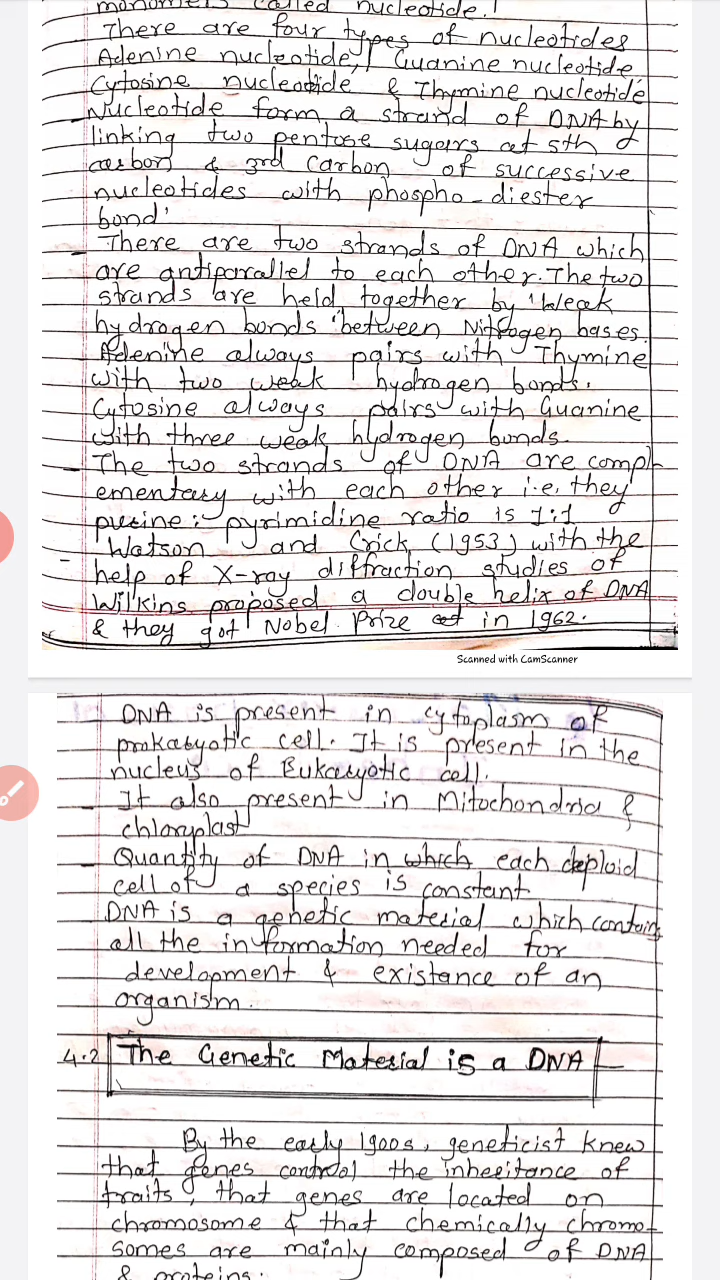 monomers called nucleotide.
There are four types of nucleotides
Adenine nucleotide, Guanine nucleotide,
Cytosine nucleotide & Thymine nucleotide
- Nucleotide form a strand of DNA by
linking two pentose sugars at 5th
carbon & 3rd carbon of successive
nucleotides with phospho-diester
bond.
- There are two strands of DNA which
are antiparallel to each other. The two
strands are held together by "Weak
hydrogen bonds" between Nitrogen bases.
Adenine always pairs with Thymine
with two weak hydrogen bonds.
Cytosine always pairs with Guanine
with three weak hydrogen bonds.
- The two strands of DNA are compl-
ementary with each other i.e, they
purine : pyrimidine ratio is 1:1
- Watson and Crick (1953) with the
help of X-ray diffraction studies of
Wilkins proposed a double helix of DNA
& they got Nobel Prize in 1962.
Scanned with CamScanner
DNA is present in cytoplasm of
prokaryotic cell. It is present in the
nucleus of Eukaryotic cell.
- It also present in Mitochondria &
chloroplast
- Quantity of DNA in which each deploid
cell of a species is constant
DNA is a genetic material which contains
all the information needed for
development & existance of an
organism.
4.2 The Genetic Material is a DNA
By the early 1900s, geneticist knew
that genes control the inheritance of
traits, that genes are located on
chromosome & that chemically chromo-
somes are mainly composed of DNA
& proteins.